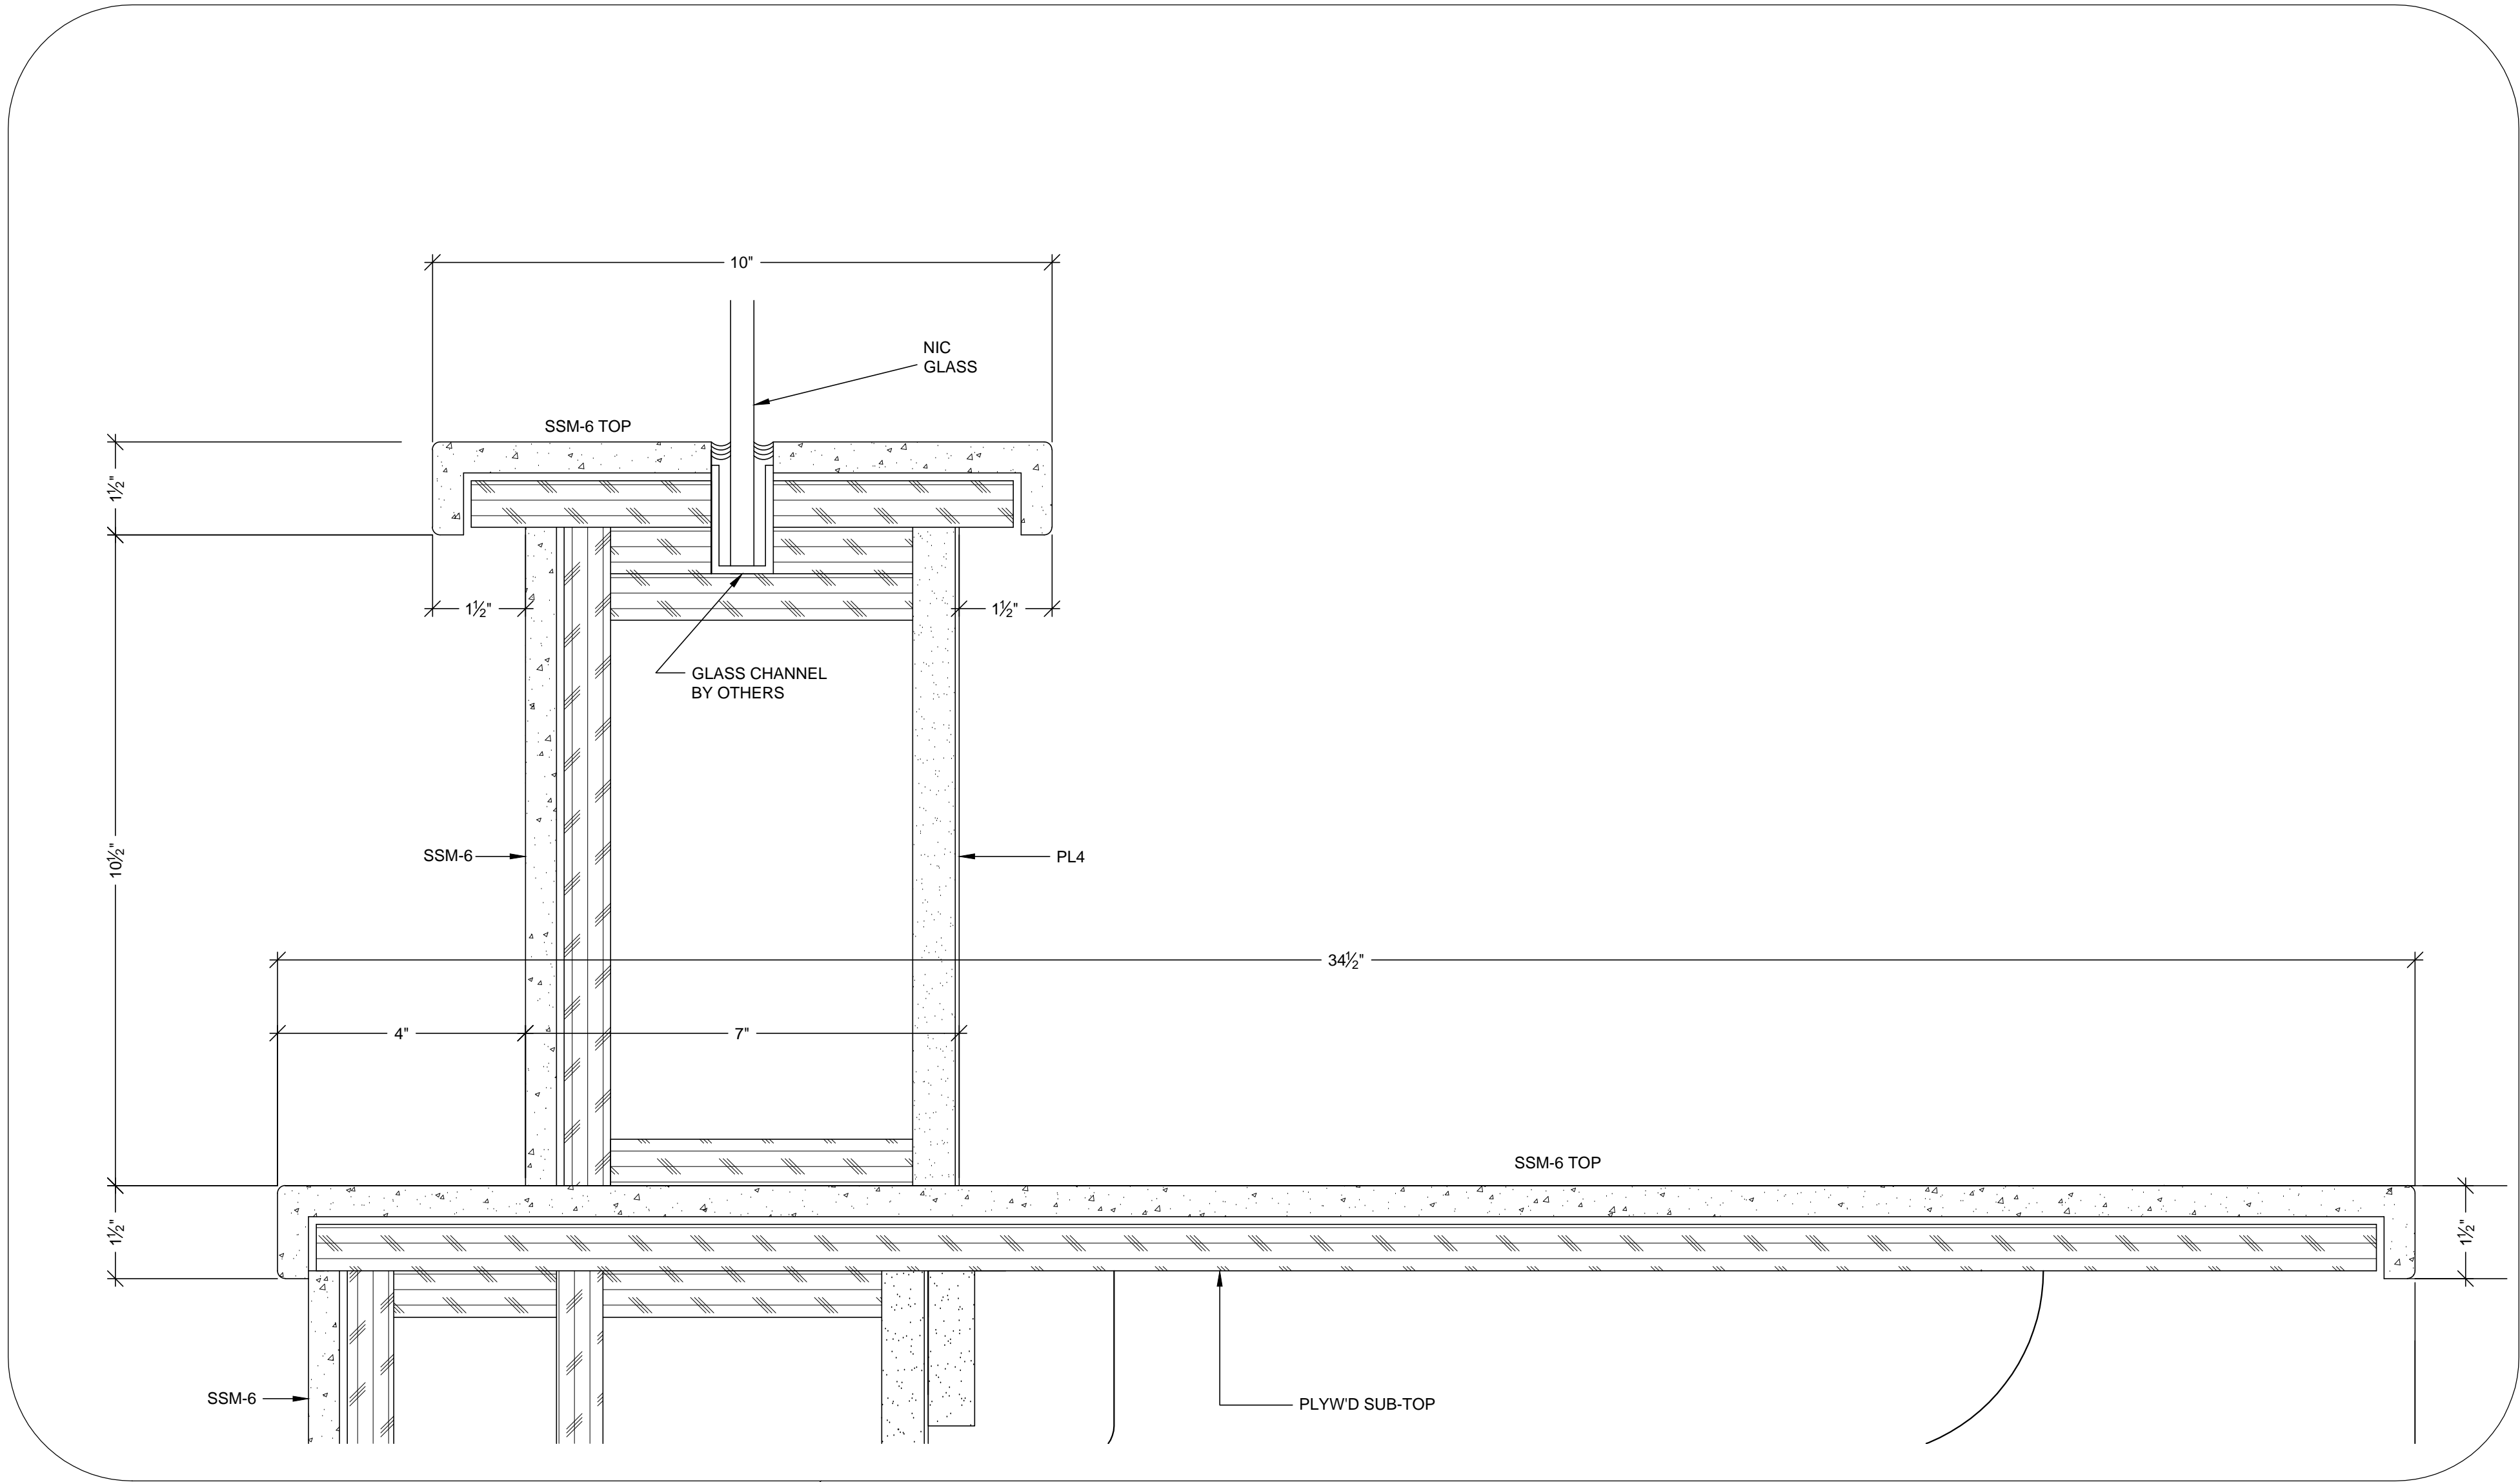 10"
NIC
GLASS
SSM-6 TOP
1½"
1½"
1½"
GLASS CHANNEL
BY OTHERS
10½"
SSM-6
PL4
34½"
4"
7"
SSM-6 TOP
1½"
1½"
SSM-6
PLYW'D SUB-TOP